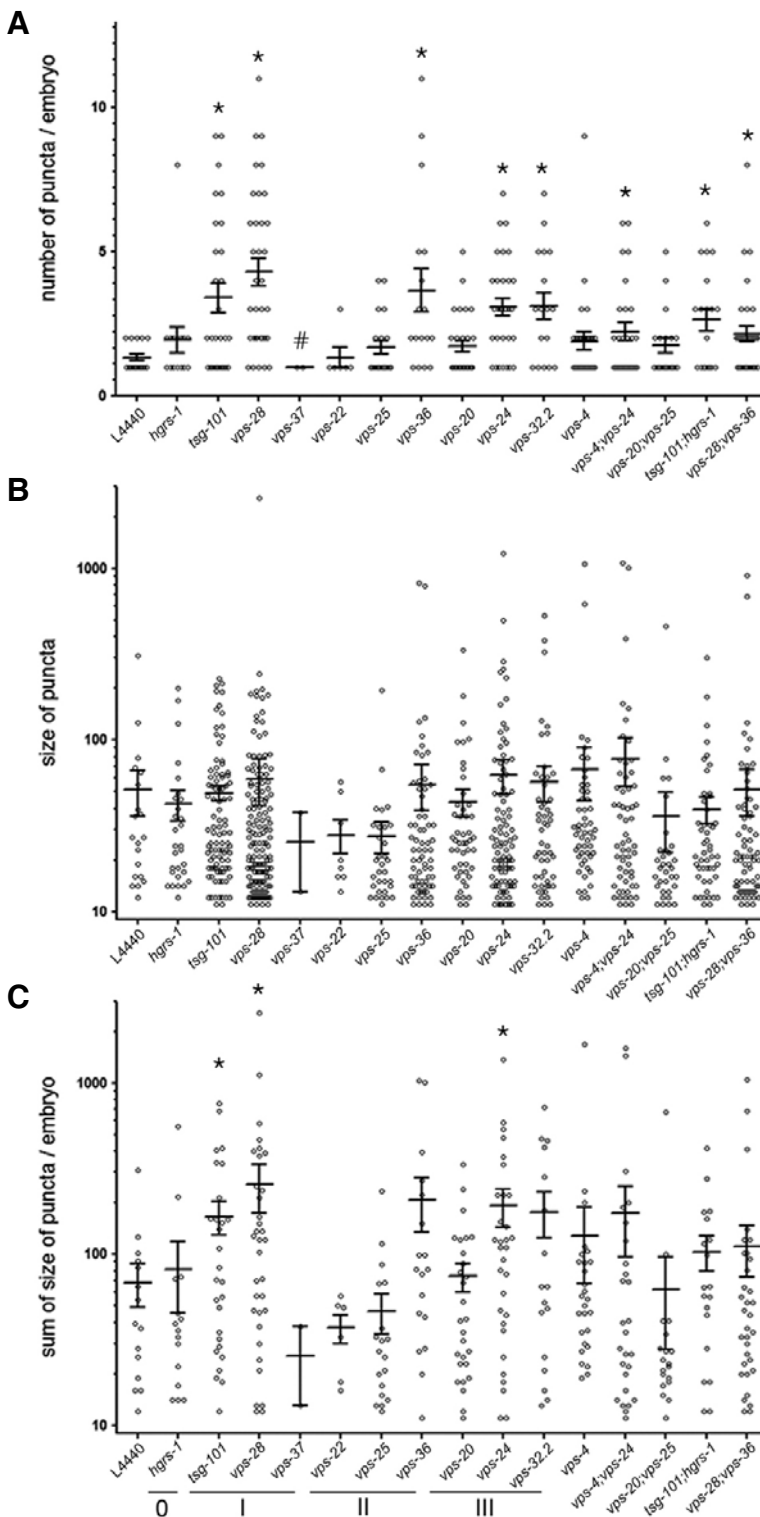 A
number of puncta / embryo
10
5
0
* * # * * * * * *
L4440 hgrs-1 tsg-101 vps-28 vps-37 vps-22 vps-25 vps-36 vps-20 vps-24 vps-32.2 vps-4 vps-4;vps-24 vps-20;vps-25 tsg-101;hgrs-1 vps-28;vps-36
B
size of puncta
1000
100
10
L4440 hgrs-1 tsg-101 vps-28 vps-37 vps-22 vps-25 vps-36 vps-20 vps-24 vps-32.2 vps-4 vps-4;vps-24 vps-20;vps-25 tsg-101;hgrs-1 vps-28;vps-36
C
sum of size of puncta / embryo
1000
100
10
* * *
L4440 hgrs-1 tsg-101 vps-28 vps-37 vps-22 vps-25 vps-36 vps-20 vps-24 vps-32.2 vps-4 vps-4;vps-24 vps-20;vps-25 tsg-101;hgrs-1 vps-28;vps-36
0 I II III